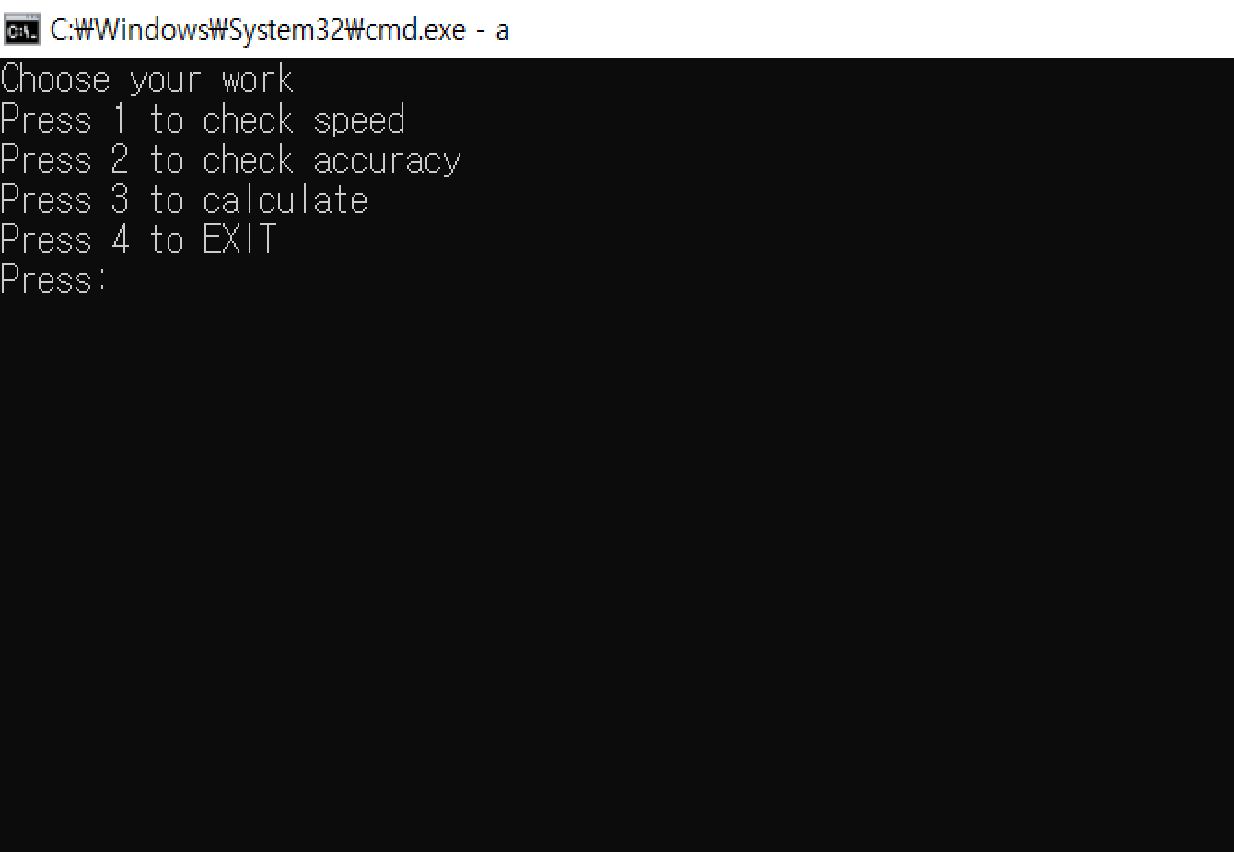 C:₩Windows₩System32₩cmd.exe - a
Choose your work
Press 1 to check speed
Press 2 to check accuracy
Press 3 to calculate
Press 4 to EXIT
Press: